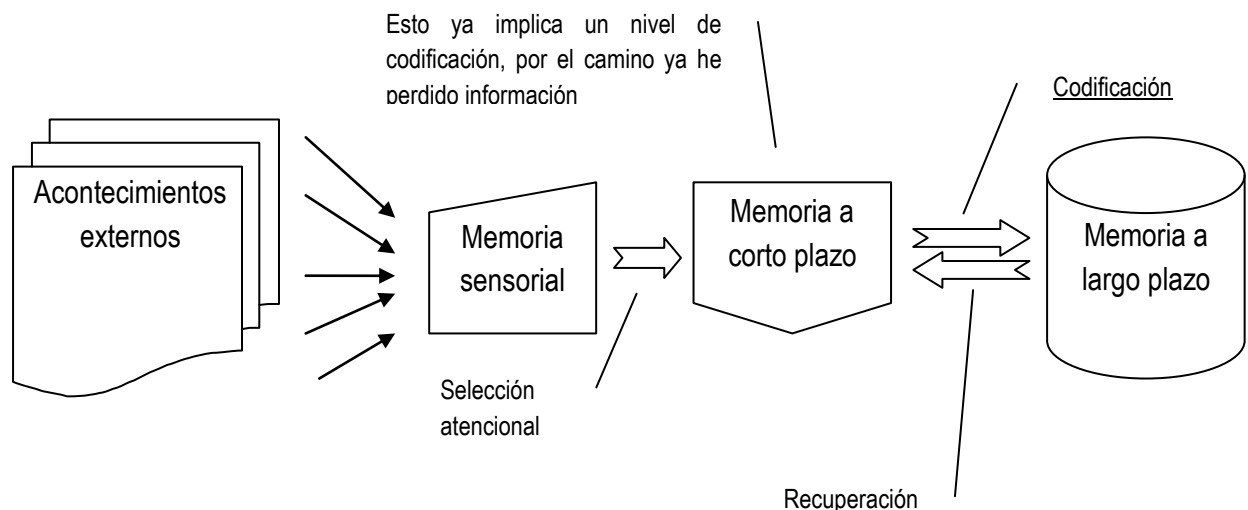 Esto ya implica un nivel de
codificación, por el camino ya he
perdido información
Codificación
Acontecimientos
externos
Memoria
sensorial
Memoria a
corto plazo
Memoria a
largo plazo
Selección
atencional
Recuperación